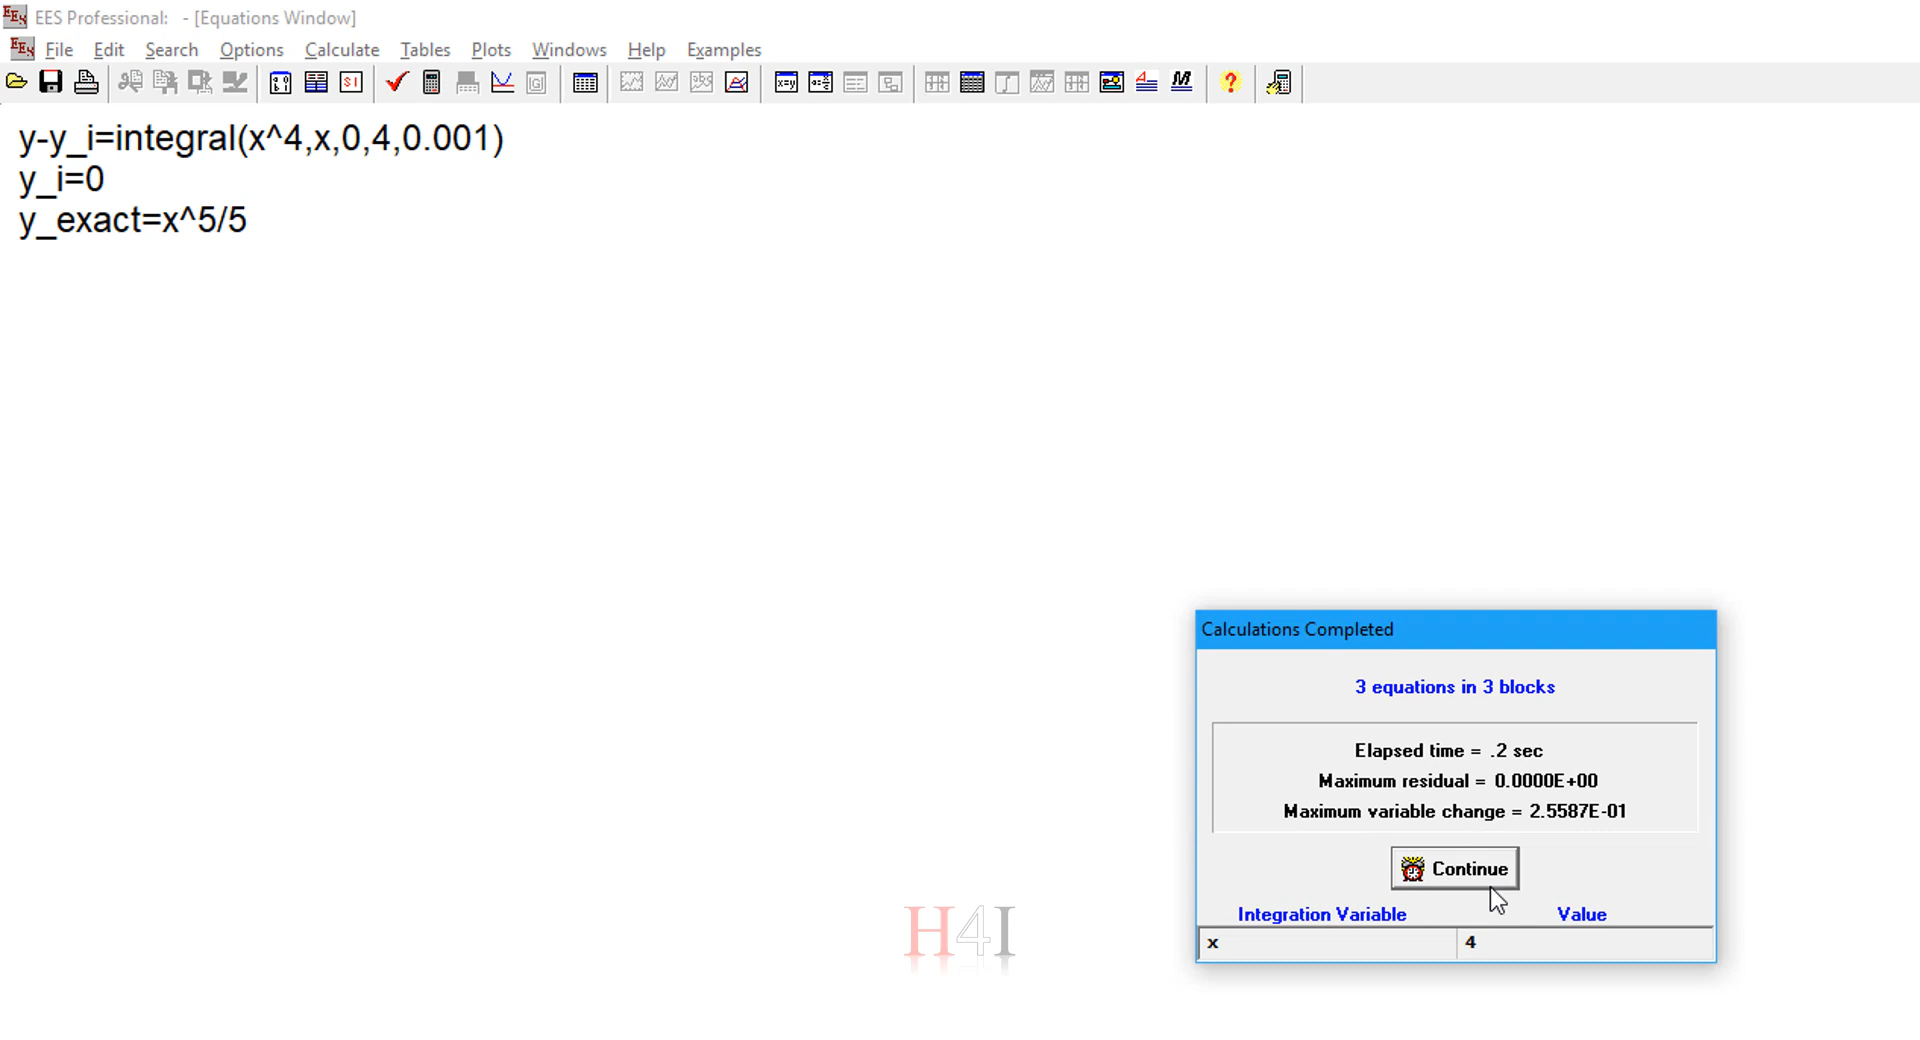 EES Professional: - [Equations Window]
File Edit Search Options Calculate Tables Plots Windows Help Examples
y-y_i=integral(x^4,x,0,4,0.001)
y_i=0
y_exact=x^5/5
Calculations Completed
3 equations in 3 blocks
Elapsed time = .2 sec
Maximum residual = 0.0000E+00
Maximum variable change = 2.5587E-01
Continue
Integration Variable Value
x 4
H4I